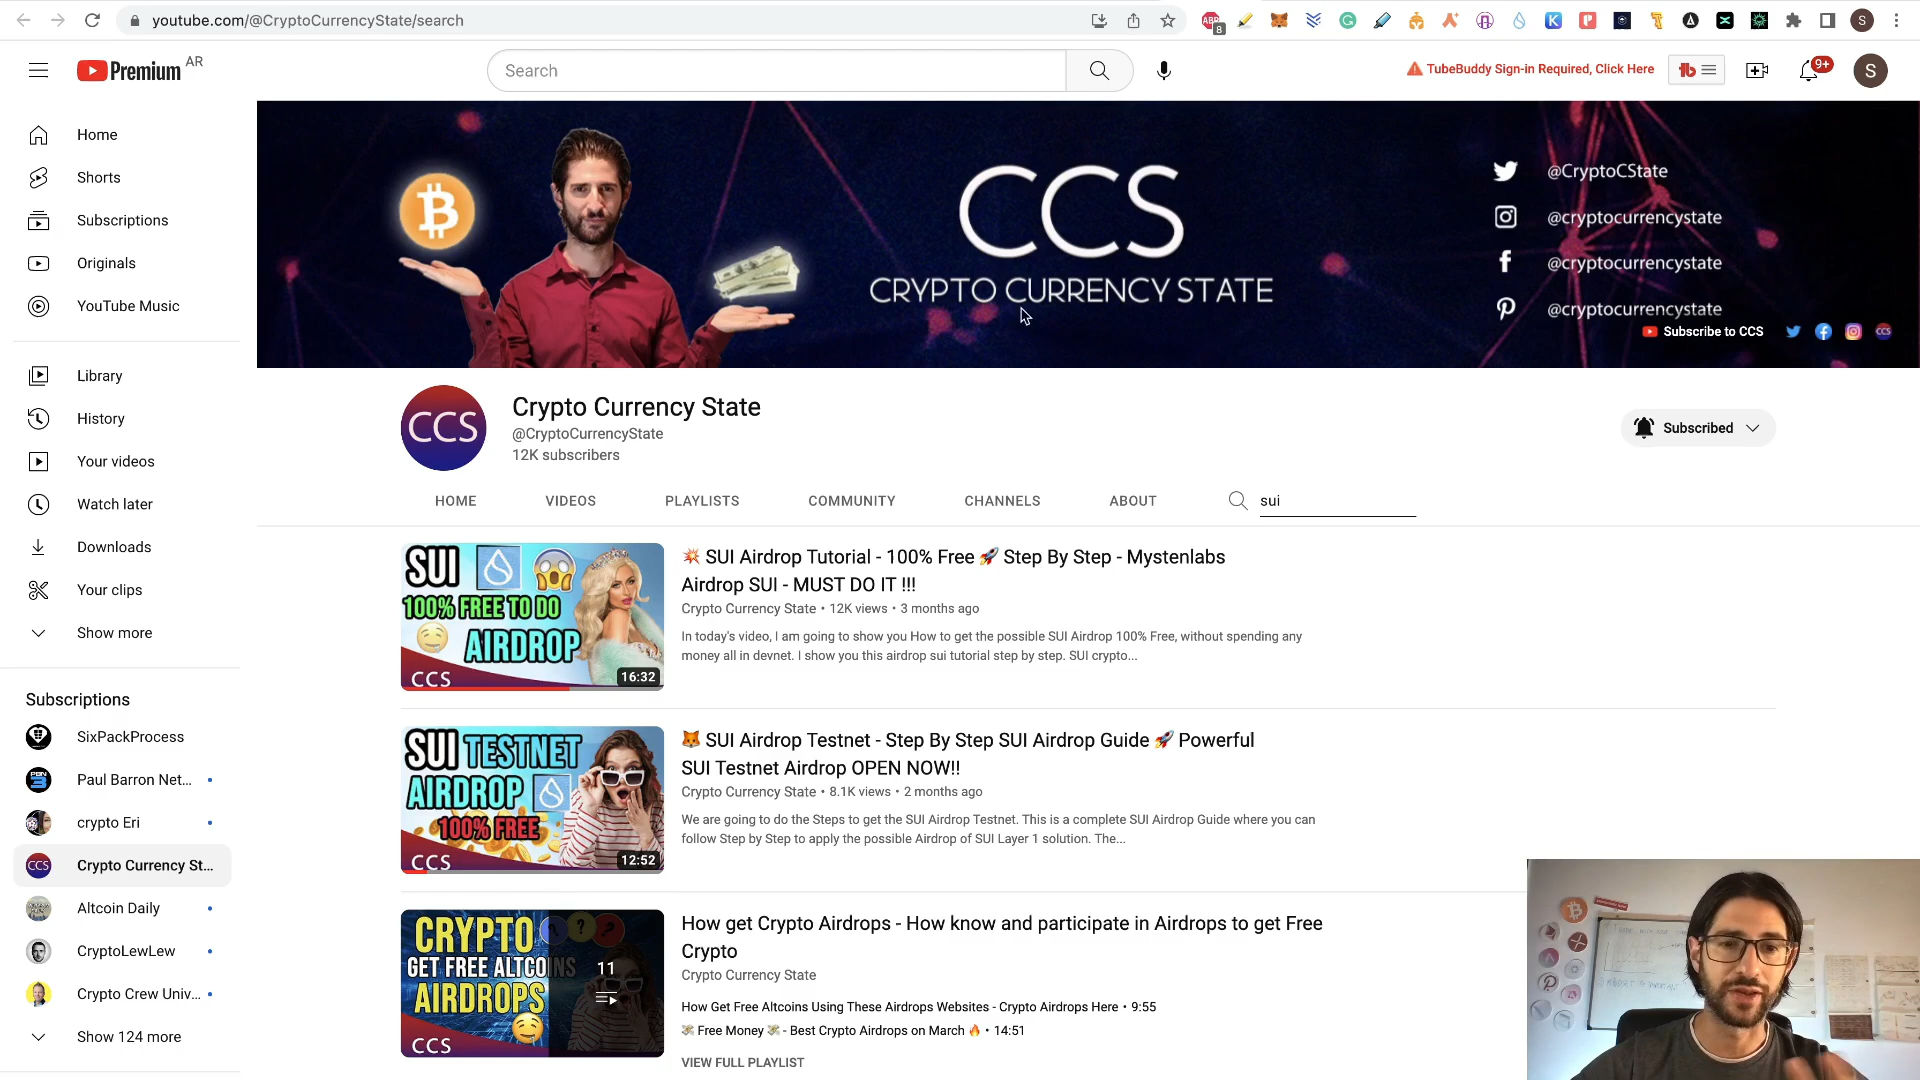 youtube.com/@CryptoCurrencyState/search
ABP
8
S
Premium AR
Search
TubeBuddy Sign-in Required, Click Here
tb
9+
S
Home
Shorts
Subscriptions
Originals
YouTube Music
Library
History
Your videos
Watch later
Downloads
Your clips
Show more
Subscriptions
SixPackProcess
Paul Barron Net...
crypto Eri
Crypto Currency St...
Altcoin Daily
CryptoLewLew
Crypto Crew Univ...
Show 124 more
CCS
CRYPTO CURRENCY STATE
@CryptoCState
@cryptocurrencystate
@cryptocurrencystate
@cryptocurrencystate
Subscribe to CCS
CCS
Crypto Currency State
@CryptoCurrencyState
12K subscribers
Subscribed
HOME
VIDEOS
PLAYLISTS
COMMUNITY
CHANNELS
ABOUT
sui
SUI
100% FREE TO DO
AIRDROP
CCS
16:32
💥 SUI Airdrop Tutorial - 100% Free 🚀 Step By Step - Mystenlabs
Airdrop SUI - MUST DO IT !!!
Crypto Currency State • 12K views • 3 months ago
In today's video, I am going to show you How to get the possible SUI Airdrop 100% Free, without spending any
money all in devnet. I show you this airdrop sui tutorial step by step. SUI crypto...
SUI TESTNET
AIRDROP
100% FREE
CCS
12:52
🦊 SUI Airdrop Testnet - Step By Step SUI Airdrop Guide 🚀 Powerful
SUI Testnet Airdrop OPEN NOW!!
Crypto Currency State • 8.1K views • 2 months ago
We are going to do the Steps to get the SUI Airdrop Testnet. This is a complete SUI Airdrop Guide where you can
follow Step by Step to apply the possible Airdrop of SUI Layer 1 solution. The...
CRYPTO
GET FREE ALTCOINS
AIRDROPS
CCS
11
How get Crypto Airdrops - How know and participate in Airdrops to get Free
Crypto
Crypto Currency State
How Get Free Altcoins Using These Airdrops Websites - Crypto Airdrops Here • 9:55
💸 Free Money 💸 - Best Crypto Airdrops on March 🔥 • 14:51
VIEW FULL PLAYLIST